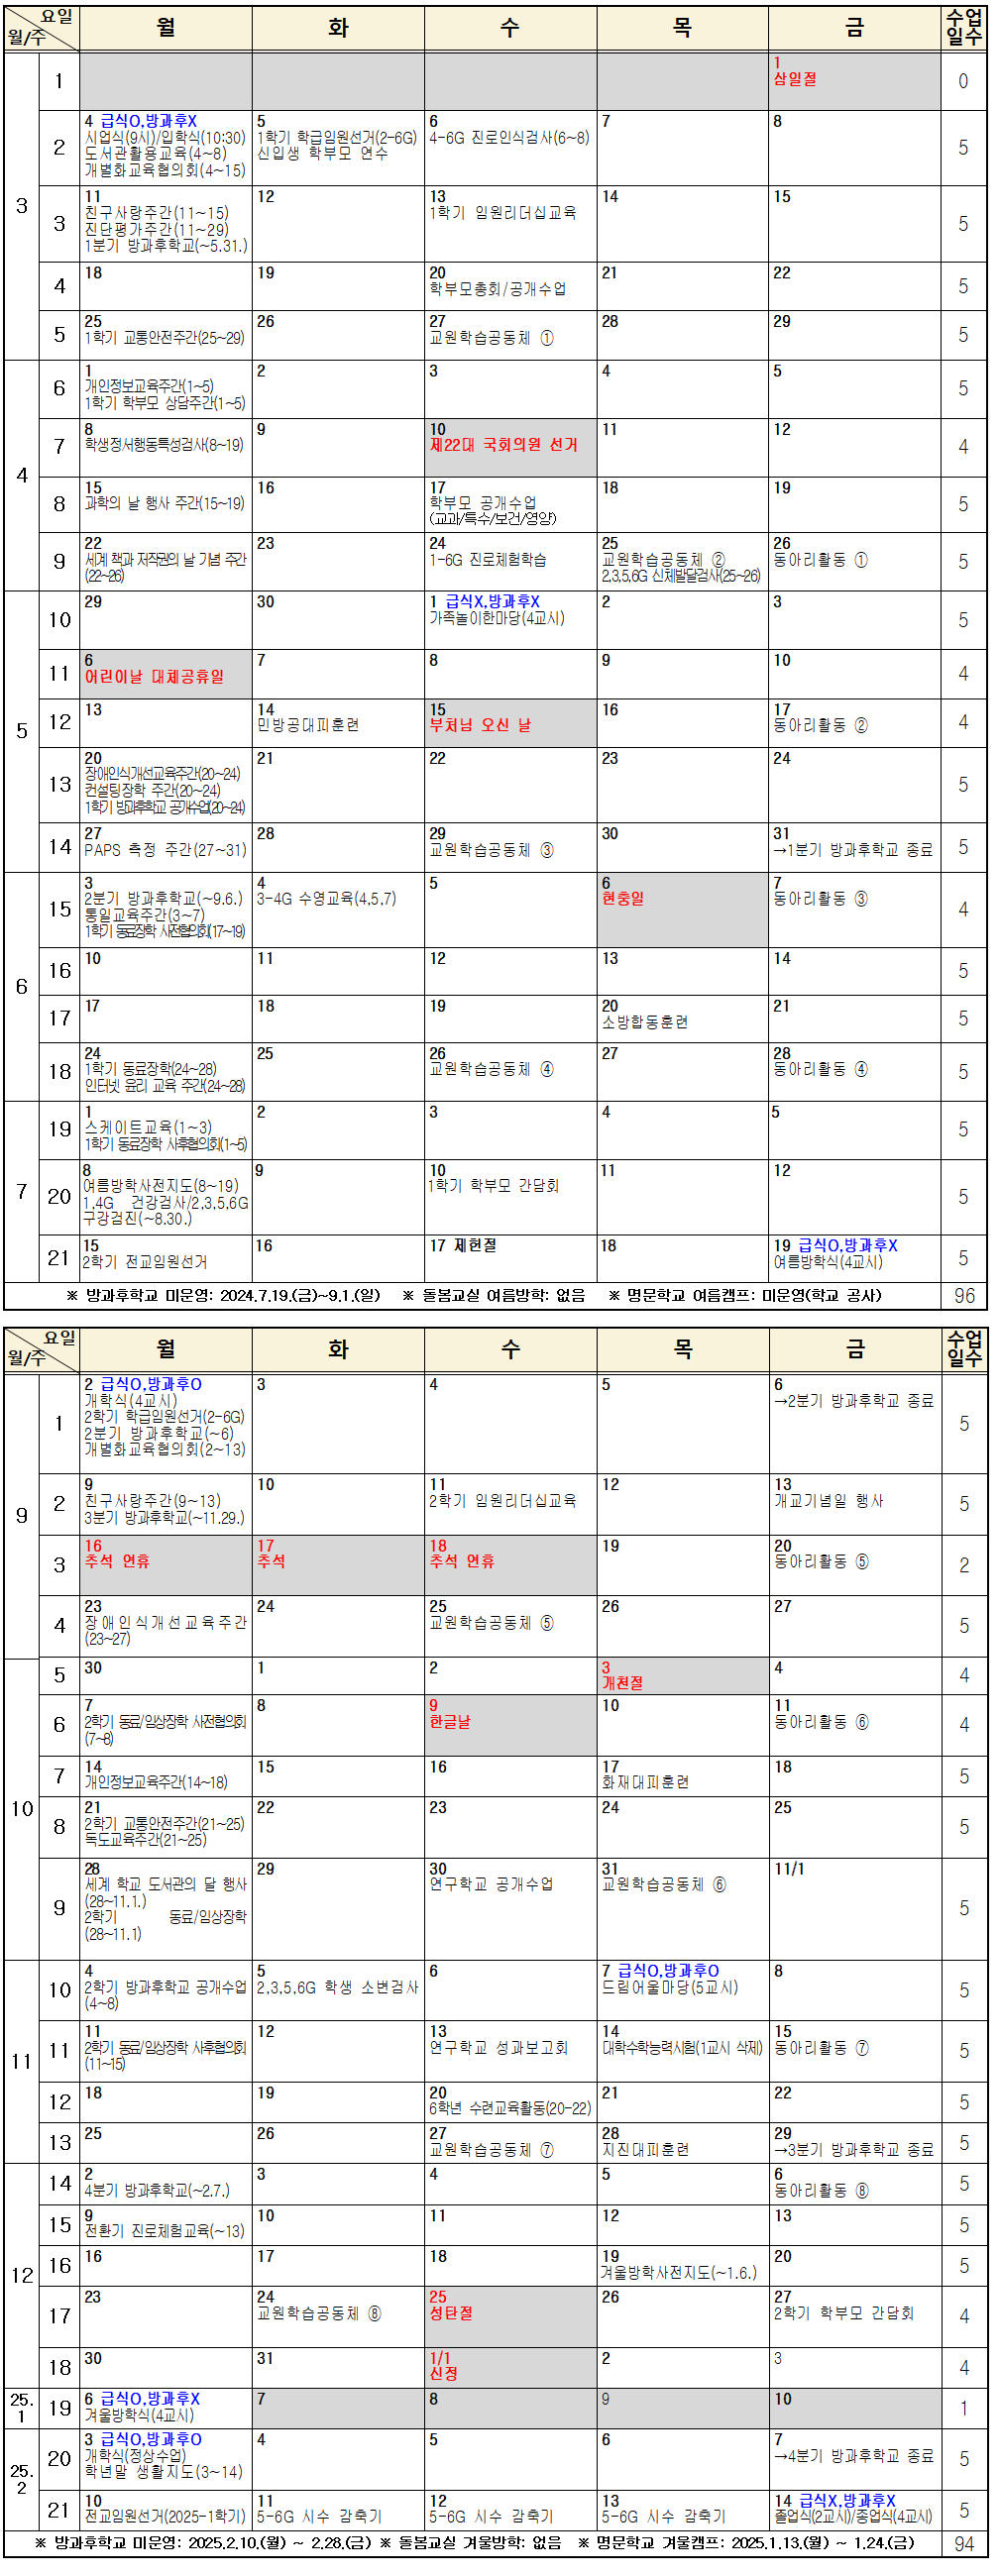 요일 월 화 수 목 금 수업
월/주 일수
3
1
1
삼일절
0
2
4 급식O,방과후X
시업식(9시)/입학식(10:30)
도서관활용교육(4~8)
개별화교육협의회(4~15)
5
1학기 학급임원선거(2-6G)
신입생 학부모 연수
6
4-6G 진로인식검사(6~8)
7
8
5
3
11
친구사랑주간(11~15)
진단평가주간(11~29)
1분기 방과후학교(~5.31.)
12
13
1학기 임원리더십교육
14
15
5
4
18
19
20
학부모총회/공개수업
21
22
5
5
25
1학기 교통안전주간(25~29)
26
27
교원학습공동체 ①
28
29
5
4
6
1
개인정보교육주간(1~5)
1학기 학부모 상담주간(1~5)
2
3
4
5
5
7
8
학생정서행동특성검사(8~19)
9
10
제22대 국회의원 선거
11
12
4
8
15
과학의 날 행사 주간(15~19)
16
17
학부모 공개수업
(교과/특수/보건/영양)
18
19
5
9
22
세계 책과 저작권의 날 기념 주간
(22~26)
23
24
1-6G 진로체험학습
25
교원학습공동체 ②
2,3,5,6G 신체발달검사(25~26)
26
동아리활동 ①
5
5
10
29
30
1 급식X,방과후X
가족놀이한마당(4교시)
2
3
5
11
6
어린이날 대체공휴일
7
8
9
10
4
12
13
14
민방공대피훈련
15
부처님 오신 날
16
17
동아리활동 ②
4
13
20
장애인식개선교육주간(20~24)
컨설팅장학 주간(20~24)
1학기 방과후학교 공개수업(20~24)
21
22
23
24
5
14
27
PAPS 측정 주간(27~31)
28
29
교원학습공동체 ③
30
31
→1분기 방과후학교 종료
5
6
15
3
2분기 방과후학교(~9.6.)
통일교육주간(3~7)
1학기 동료장학 사전협의회(17~19)
4
3-4G 수영교육(4,5,7)
5
6
현충일
7
동아리활동 ③
4
16
10
11
12
13
14
5
17
17
18
19
20
소방합동훈련
21
5
18
24
1학기 동료장학(24~28)
인터넷 윤리 교육 주간(24~28)
25
26
교원학습공동체 ④
27
28
동아리활동 ④
5
7
19
1
스케이트교육(1~3)
1학기 동료장학 사후협의회(1~5)
2
3
4
5
5
20
8
여름방학사전지도(8~19)
1,4G 건강검사/2,3,5,6G
구강검진(~8.30.)
9
10
1학기 학부모 간담회
11
12
5
21
15
2학기 전교임원선거
16
17 제헌절
18
19 급식O,방과후X
여름방학식(4교시)
5
※ 방과후학교 미운영: 2024.7.19.(금)~9.1.(일) ※ 돌봄교실 여름방학: 없음 ※ 명문학교 여름캠프: 미운영(학교 공사) 96
요일 월 화 수 목 금 수업
월/주 일수
9
1
2 급식O,방과후O
개학식(4교시)
2학기 학급임원선거(2-6G)
2분기 방과후학교(~6)
개별화교육협의회(2~13)
3
4
5
6
→2분기 방과후학교 종료
5
2
9
친구사랑주간(9~13)
3분기 방과후학교(~11.29.)
10
11
2학기 임원리더십교육
12
13
개교기념일 행사
5
3
16
추석 연휴
17
추석
18
추석 연휴
19
20
동아리활동 ⑤
2
4
23
장애인식개선교육주간
(23~27)
24
25
교원학습공동체 ⑤
26
27
5
10
5
30
1
2
3
개천절
4
4
6
7
2학기 동료/임상장학 사전협의회
(7~8)
8
9
한글날
10
11
동아리활동 ⑥
4
7
14
개인정보교육주간(14~18)
15
16
17
화재대피훈련
18
5
8
21
2학기 교통안전주간(21~25)
독도교육주간(21~25)
22
23
24
25
5
9
28
세계 학교 도서관의 달 행사
(28~11.1.)
2학기 동료/임상장학
(28~11.1)
29
30
연구학교 공개수업
31
교원학습공동체 ⑥
11/1
5
11
10
4
2학기 방과후학교 공개수업
(4~8)
5
2,3,5,6G 학생 소변검사
6
7 급식O,방과후O
드림어울마당(5교시)
8
5
11
11
2학기 동료/임상장학 사후협의회
(11~15)
12
13
연구학교 성과보고회
14
대학수학능력시험(1교시 삭제)
15
동아리활동 ⑦
5
12
18
19
20
6학년 수련교육활동(20-22)
21
22
5
13
25
26
27
교원학습공동체 ⑦
28
지진대피훈련
29
→3분기 방과후학교 종료
5
12
14
2
4분기 방과후학교(~2.7.)
3
4
5
6
동아리활동 ⑧
5
15
9
전환기 진로체험교육(~13)
10
11
12
13
5
16
16
17
18
19
겨울방학사전지도(~1.6.)
20
5
17
23
24
교원학습공동체 ⑧
25
성탄절
26
27
2학기 학부모 간담회
4
18
30
31
1/1
신정
2
3
4
25.
1
19
6 급식O,방과후X
겨울방학식(4교시)
7
8
9
10
1
25.
2
20
3 급식O,방과후O
개학식(정상수업)
학년말 생활지도(3~14)
4
5
6
7
→4분기 방과후학교 종료
5
21
10
전교임원선거(2025-1학기)
11
5-6G 시수 감축기
12
5-6G 시수 감축기
13
5-6G 시수 감축기
14 급식X,방과후X
졸업식(2교시)/종업식(4교시)
5
※ 방과후학교 미운영: 2025.2.10.(월) ~ 2.28.(금) ※ 돌봄교실 겨울방학: 없음 ※ 명문학교 겨울캠프: 2025.1.13.(월) ~ 1.24.(금) 94